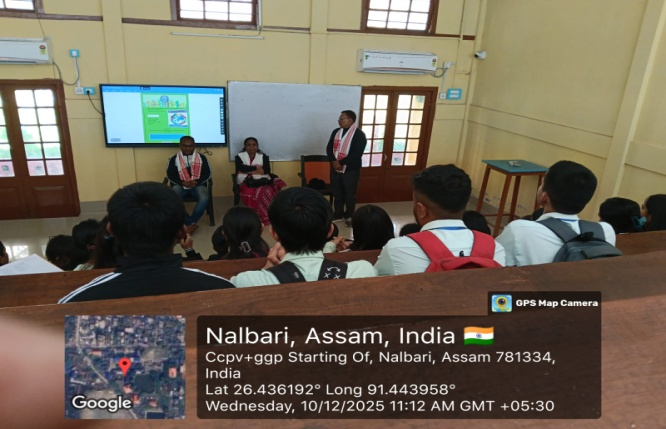 GPS Map Camera
Nalbari, Assam, India 🇮🇳
Ccpv+ggp Starting Of, Nalbari, Assam 781334,
India
Lat 26.436192° Long 91.443958°
Wednesday, 10/12/2025 11:12 AM GMT +05:30
Google